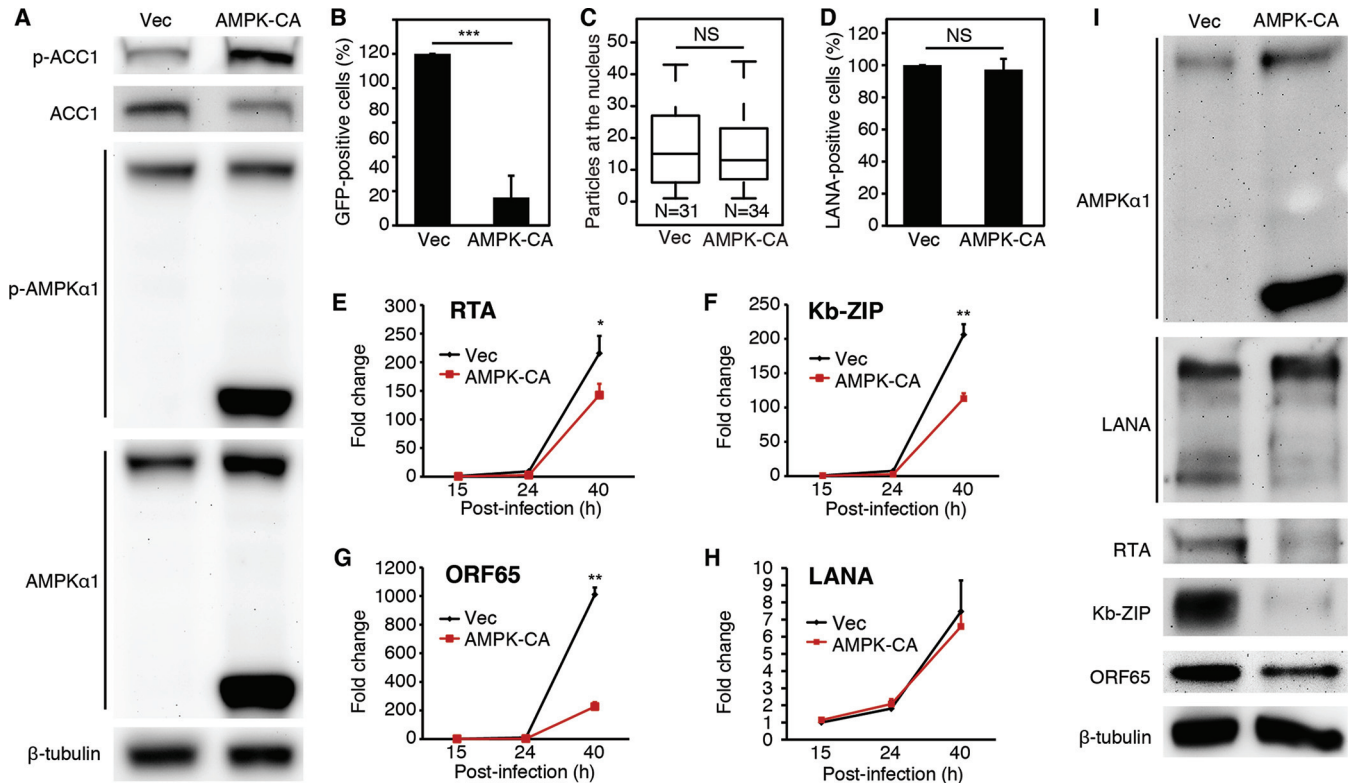 A
Vec AMPK-CA
p-ACC1
ACC1
p-AMPKα1
AMPKα1
β-tubulin
B
GFP-positive cells (%)
120
100
80
60
40
20
0
***
Vec AMPK-CA
C
Particles at the nucleus
50
40
30
20
10
0
NS
N=31 N=34
Vec AMPK-CA
D
LANA-positive cells (%)
120
100
80
60
40
20
0
NS
Vec AMPK-CA
E
RTA
Fold change
300
250
200
150
100
50
0
Vec
AMPK-CA
*
15 24 40
Post-infection (h)
F
Kb-ZIP
Fold change
250
200
150
100
50
0
Vec
AMPK-CA
**
15 24 40
Post-infection (h)
G
ORF65
Fold change
1200
1000
800
600
400
200
0
Vec
AMPK-CA
**
15 24 40
Post-infection (h)
H
LANA
Fold change
10
9
8
7
6
5
4
3
2
1
0
Vec
AMPK-CA
15 24 40
Post-infection (h)
I
Vec AMPK-CA
AMPKα1
LANA
RTA
Kb-ZIP
ORF65
β-tubulin